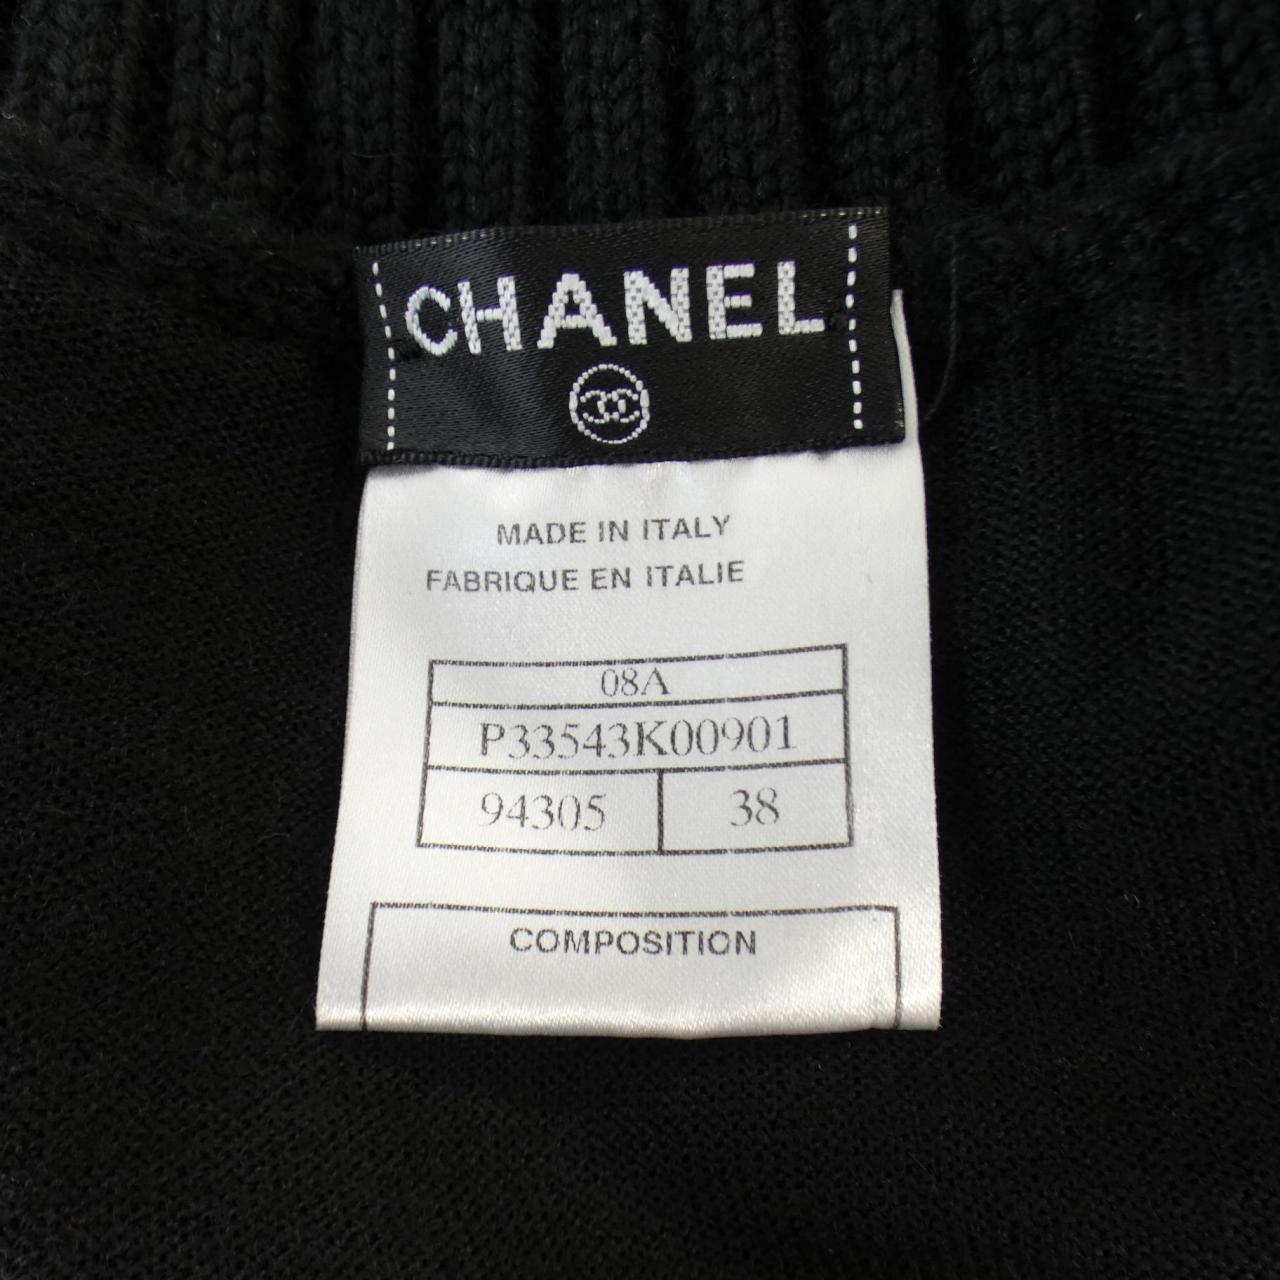 CHANEL
MADE IN ITALY
FABRIQUE EN ITALIE
08A
P33543K00901
94305 38
COMPOSITION